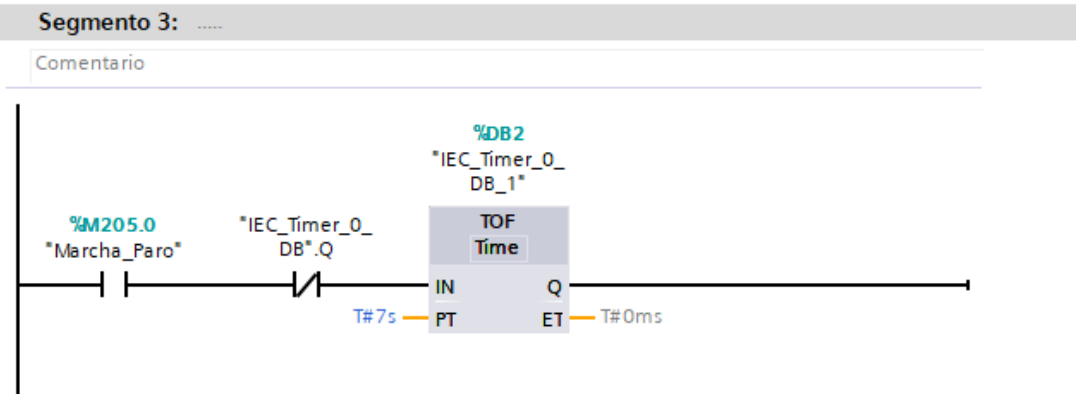 Segmento 3: .....
Comentario
%DB2
"IEC_Timer_0_
DB_1"
%M205.0
"Marcha_Paro"
"IEC_Timer_0_
DB".Q
TOF
Time
IN
Q
T#7s
PT
ET
T#0ms